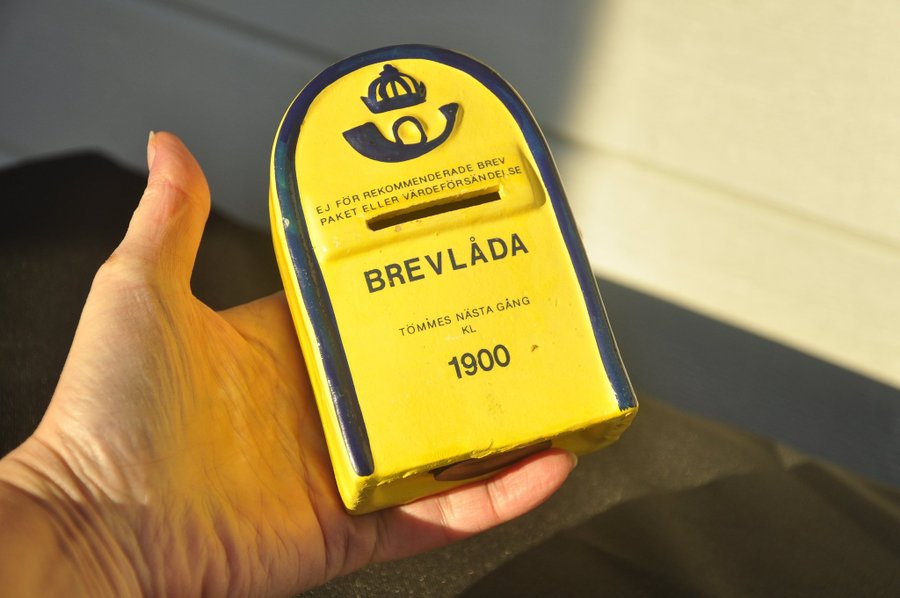 EJ FÖR REKOMMENDERADE BREV
PAKET ELLER VÄRDEFÖRSÄNDELSE
BREVLÅDA
TÖMMES NÄSTA GÅNG
KL
1900